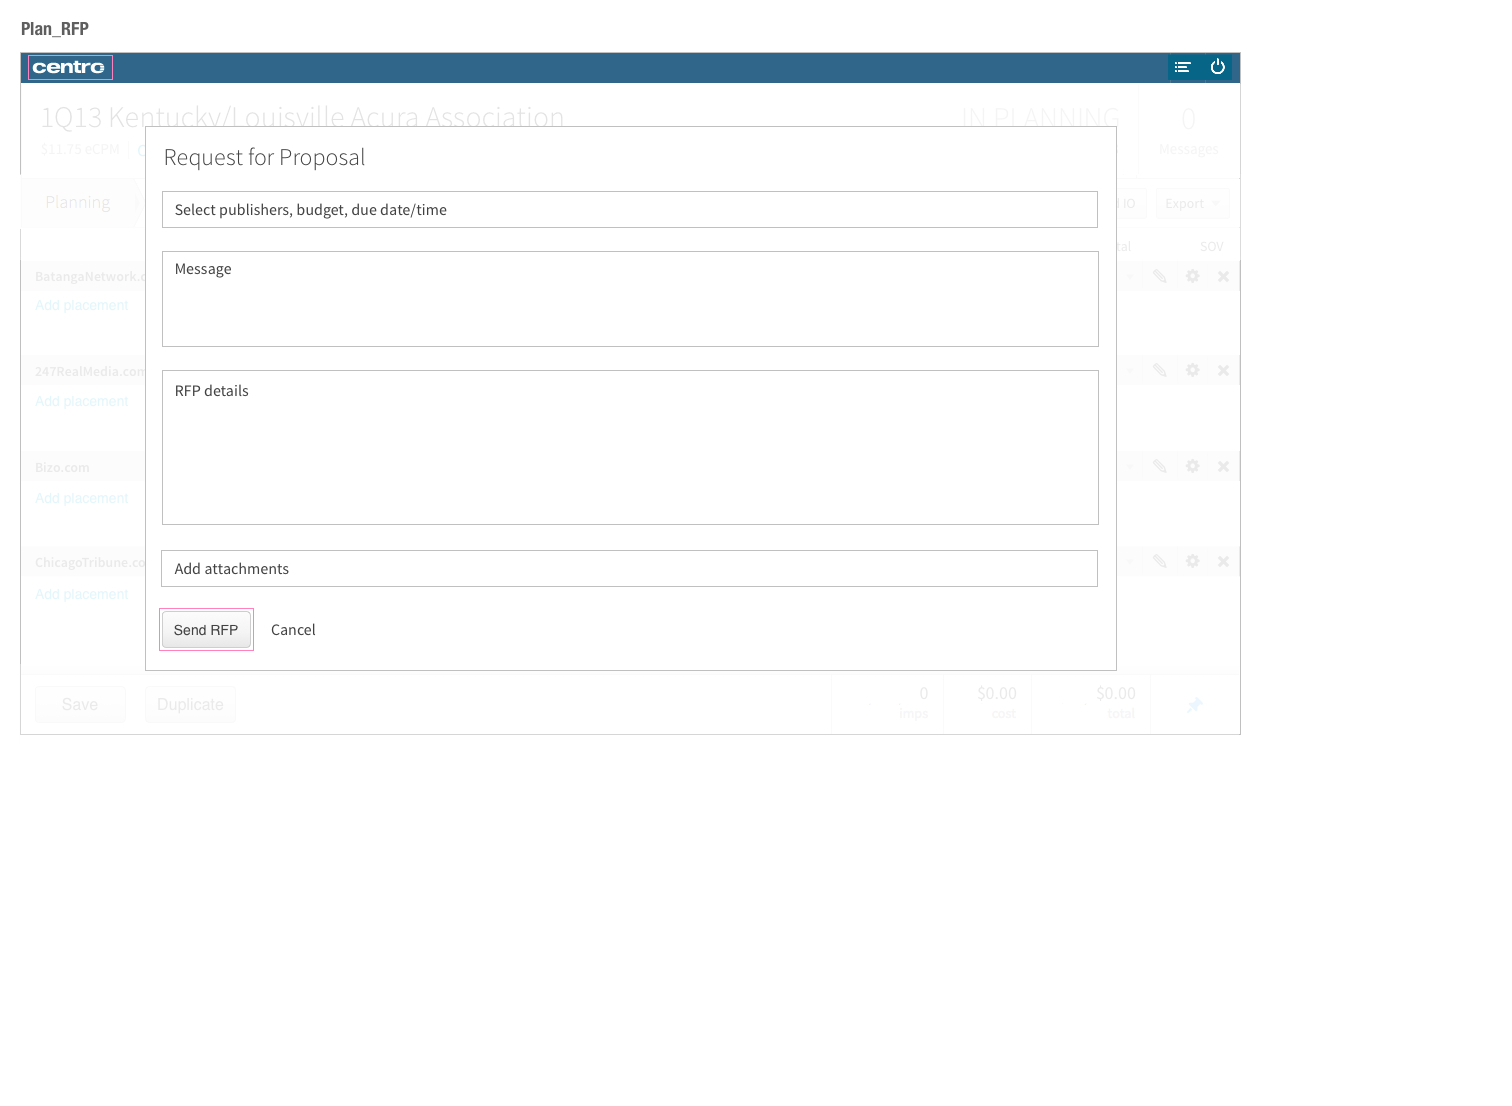 Plan_RFP
centro
1Q13 Kentucky/Louisville Acura Association
IN PLANNING
0
$11.75 eCPM
Messages
Request for Proposal
Planning
Select publishers, budget, due date/time
IO
Export
SOV
BatangaNetwork.c
Message
Add placement
247RealMedia.com
RFP details
Add placement
Bizo.com
Add placement
ChicagoTribune.co
Add attachments
Add placement
Send RFP
Cancel
Save
Duplicate
0
imps
$0.00
cost
$0.00
total